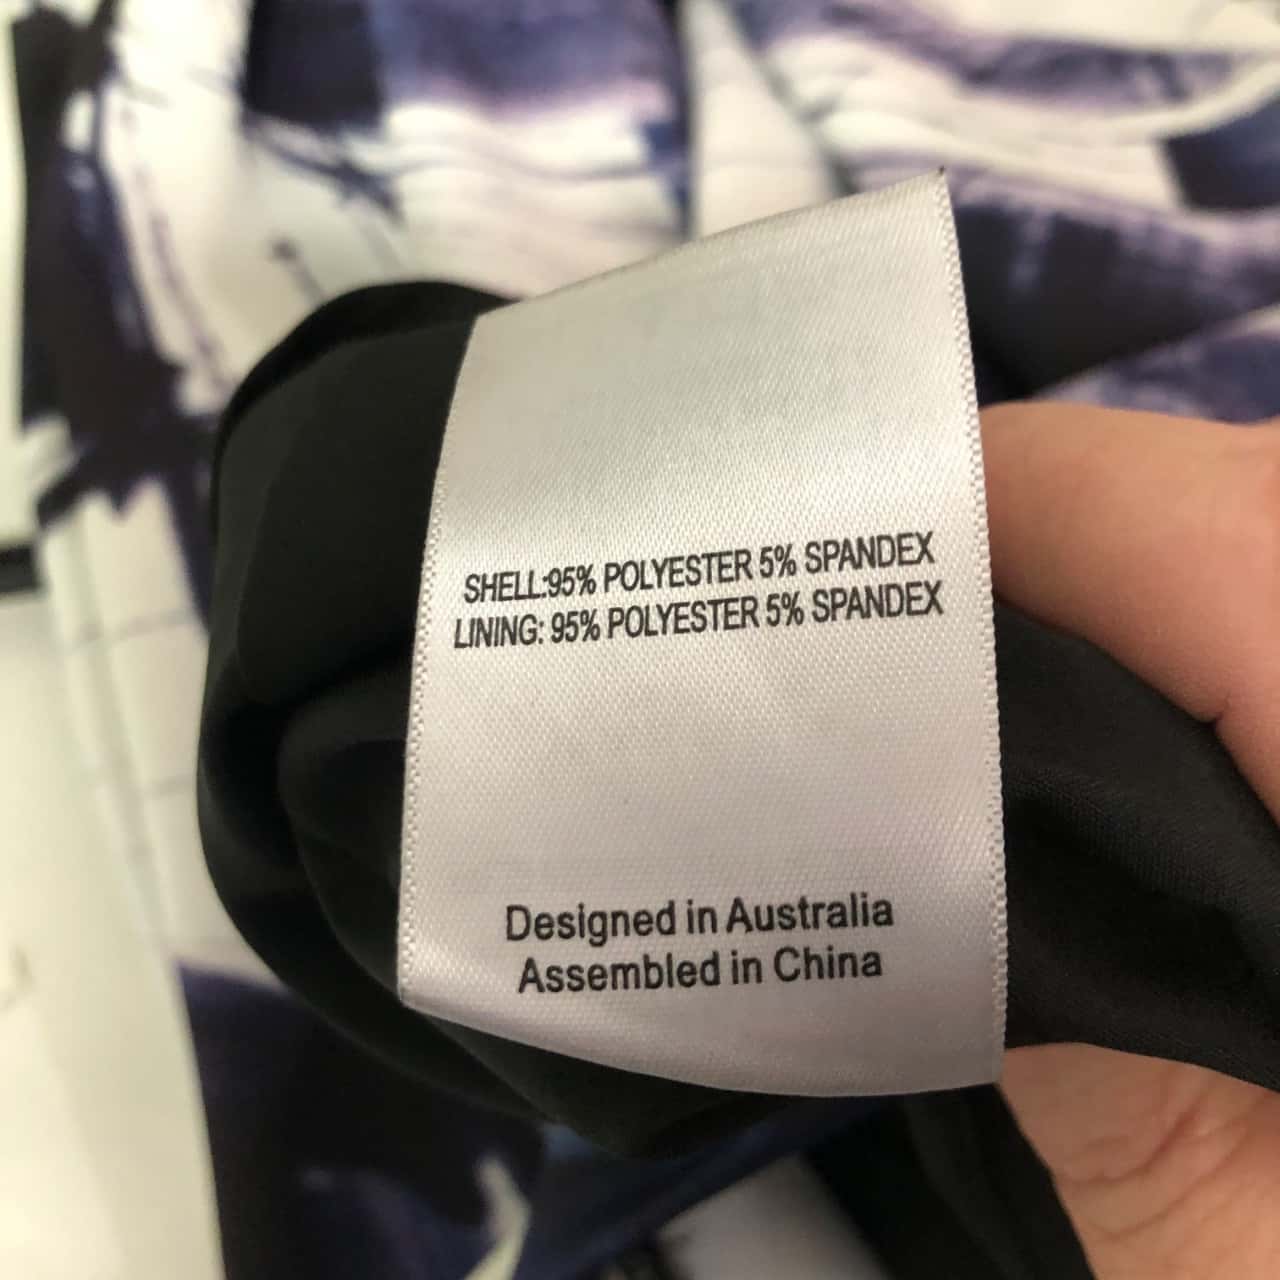 SHELL:95% POLYESTER 5% SPANDEX
LINING: 95% POLYESTER 5% SPANDEX
Designed in Australia
Assembled in China